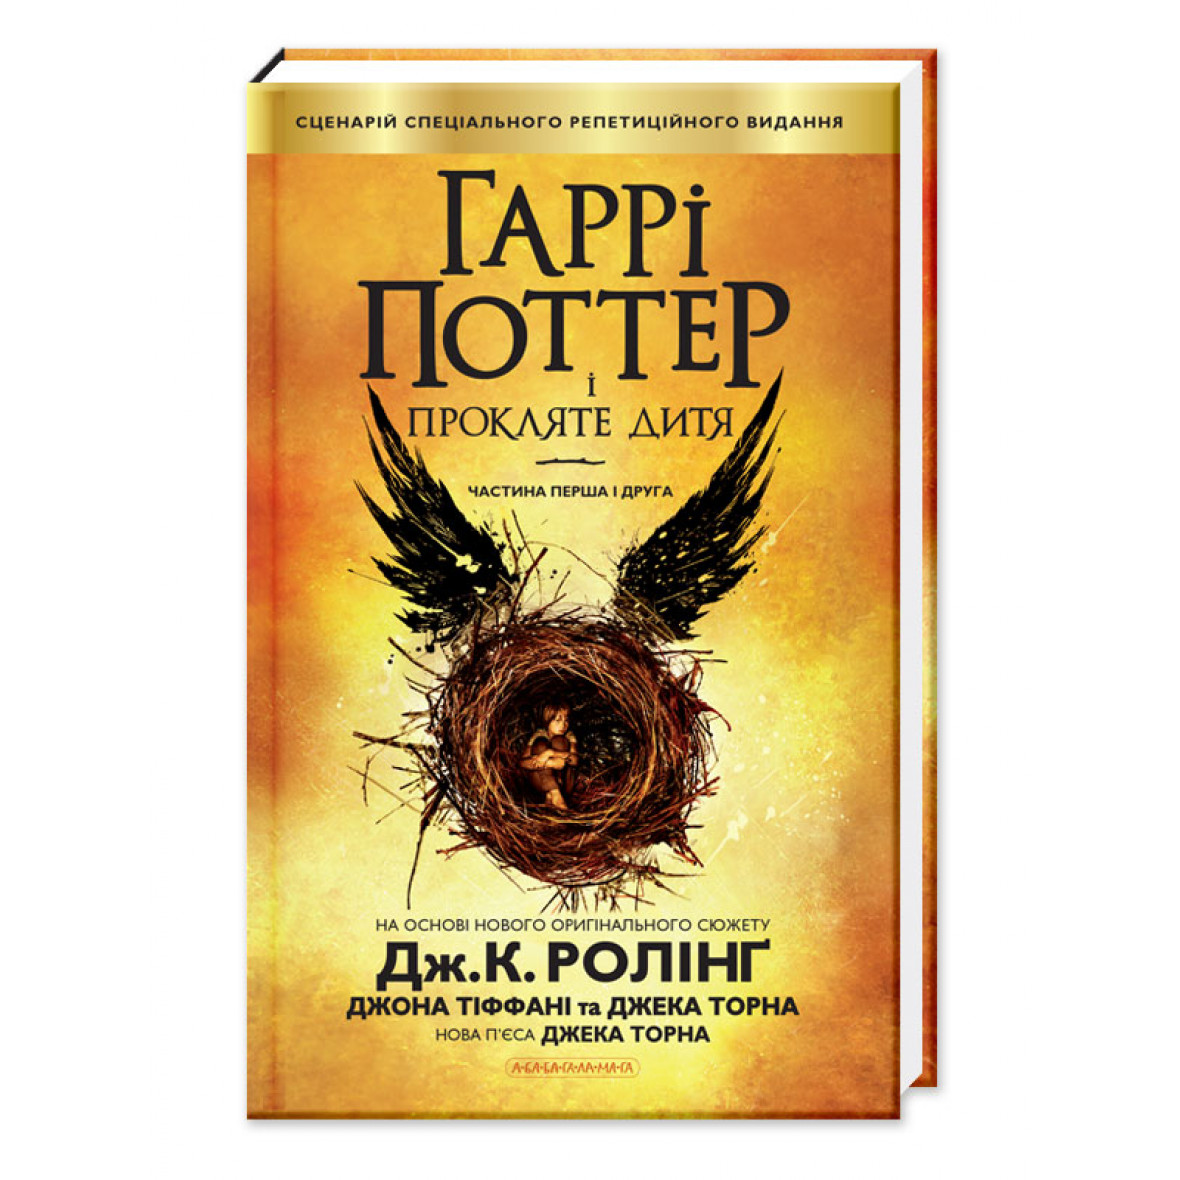 СЦЕНАРІЙ СПЕЦІАЛЬНОГО РЕПЕТИЦІЙНОГО ВИДАННЯ
ГАРРІ
ПОТТЕР
і
ПРОКЛЯТЕ ДИТЯ
ЧАСТИНА ПЕРША І ДРУГА
НА ОСНОВІ НОВОГО ОРИГІНАЛЬНОГО СЮЖЕТУ
Дж.К. РОЛІНҐ
ДЖОНА ТІФФАНІ та ДЖЕКА ТОРНА
НОВА П'ЄСА ДЖЕКА ТОРНА
А-БА-БА-ГА-ЛА-МА-ГА